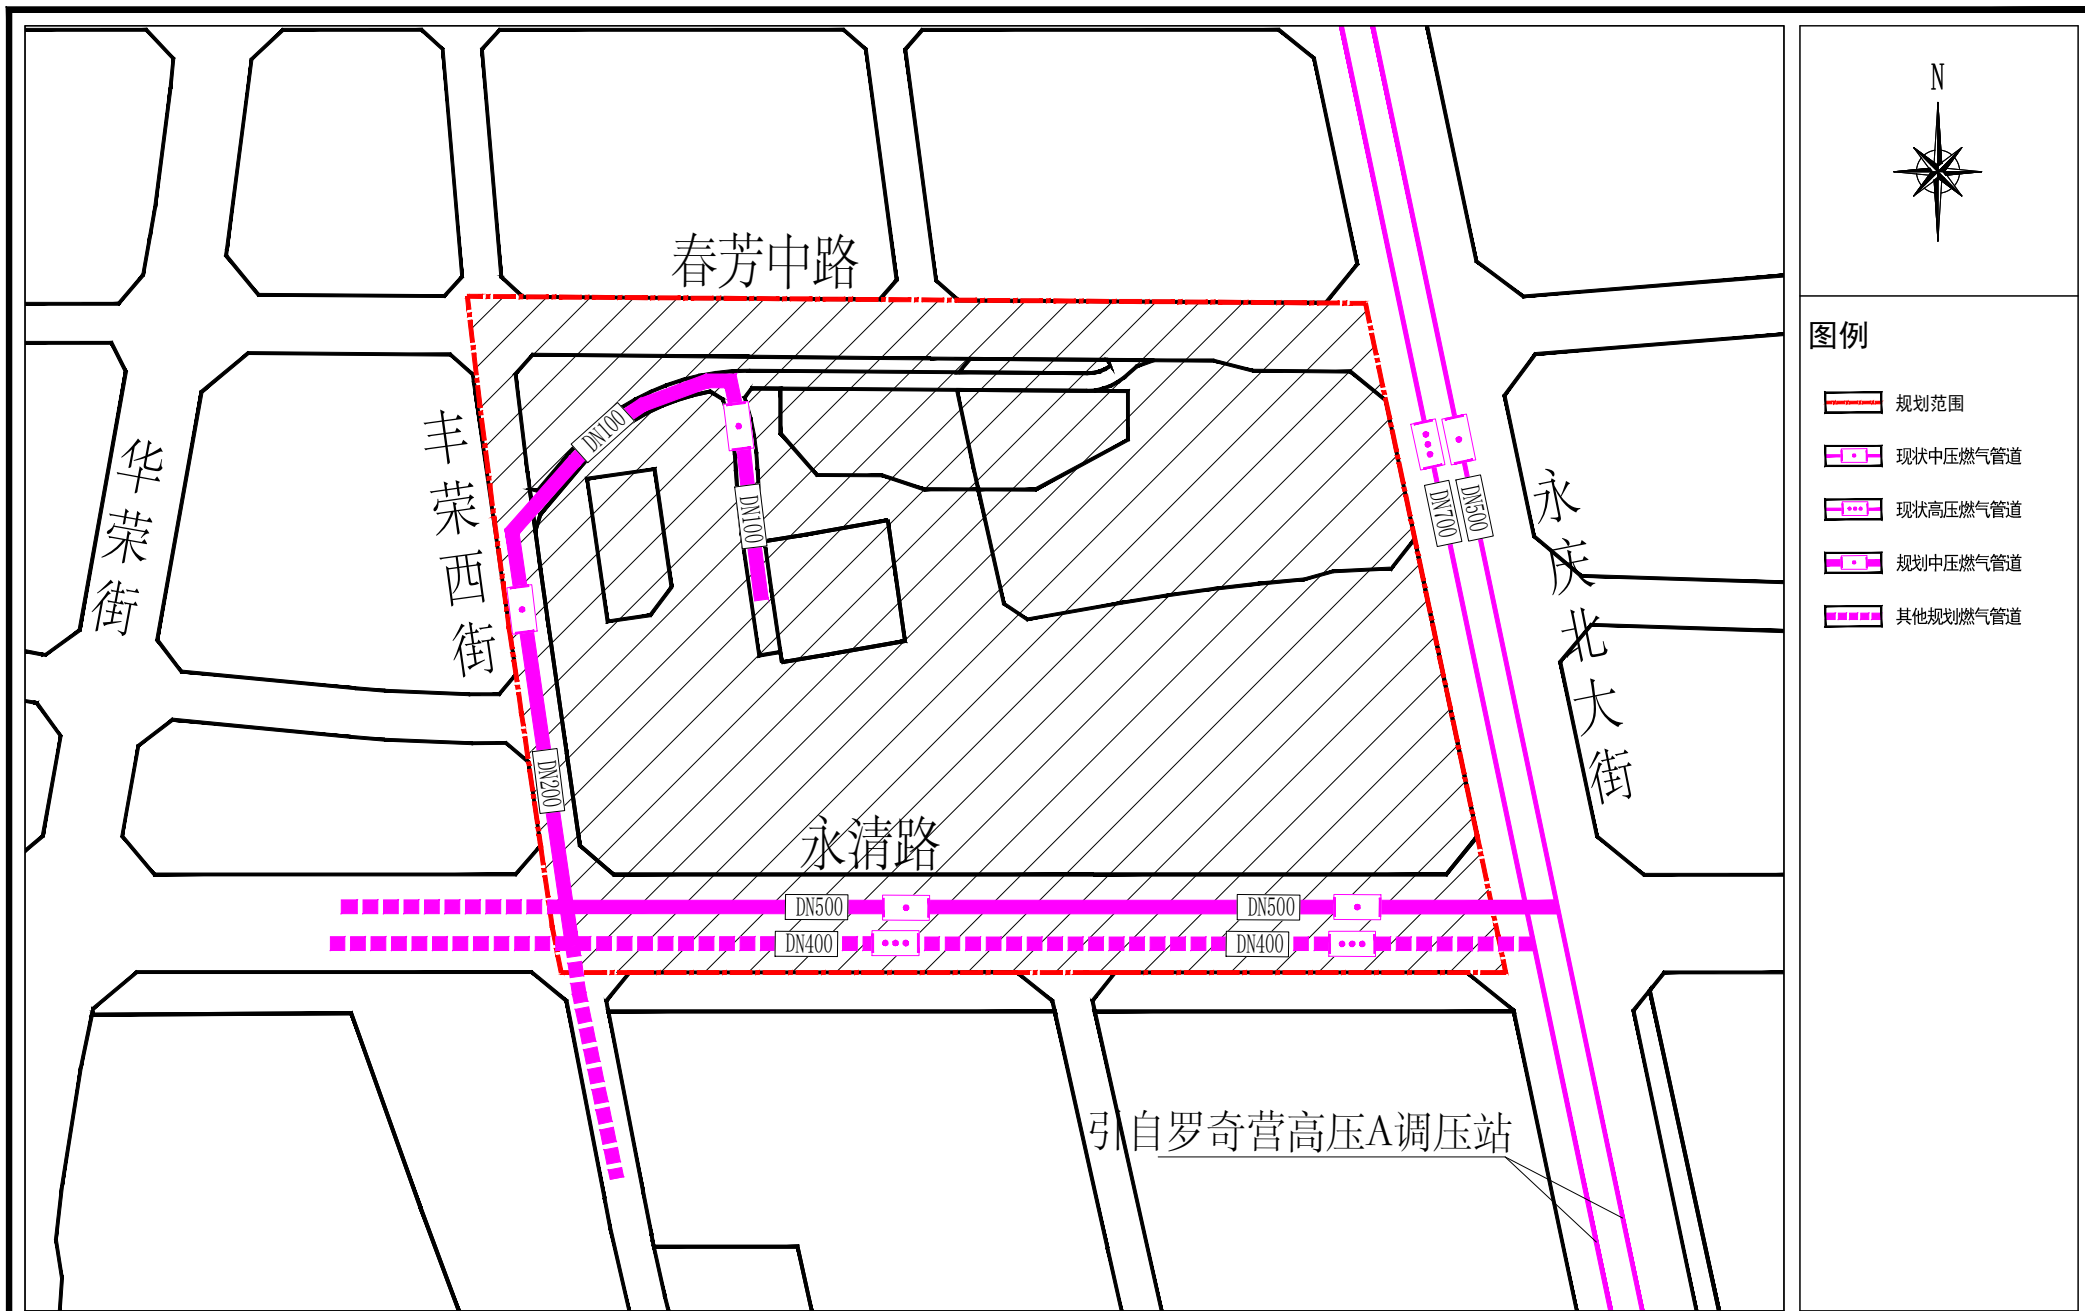 N
图例
规划范围
现状中压燃气管道
现状高压燃气管道
规划中压燃气管道
其他规划燃气管道
春芳中路
华荣街
丰荣西街
永庆北大街
DN100
DN100
DN700
DN500
DN200
永清路
DN500
DN500
DN400
DN400
引自罗奇营高压A调压站